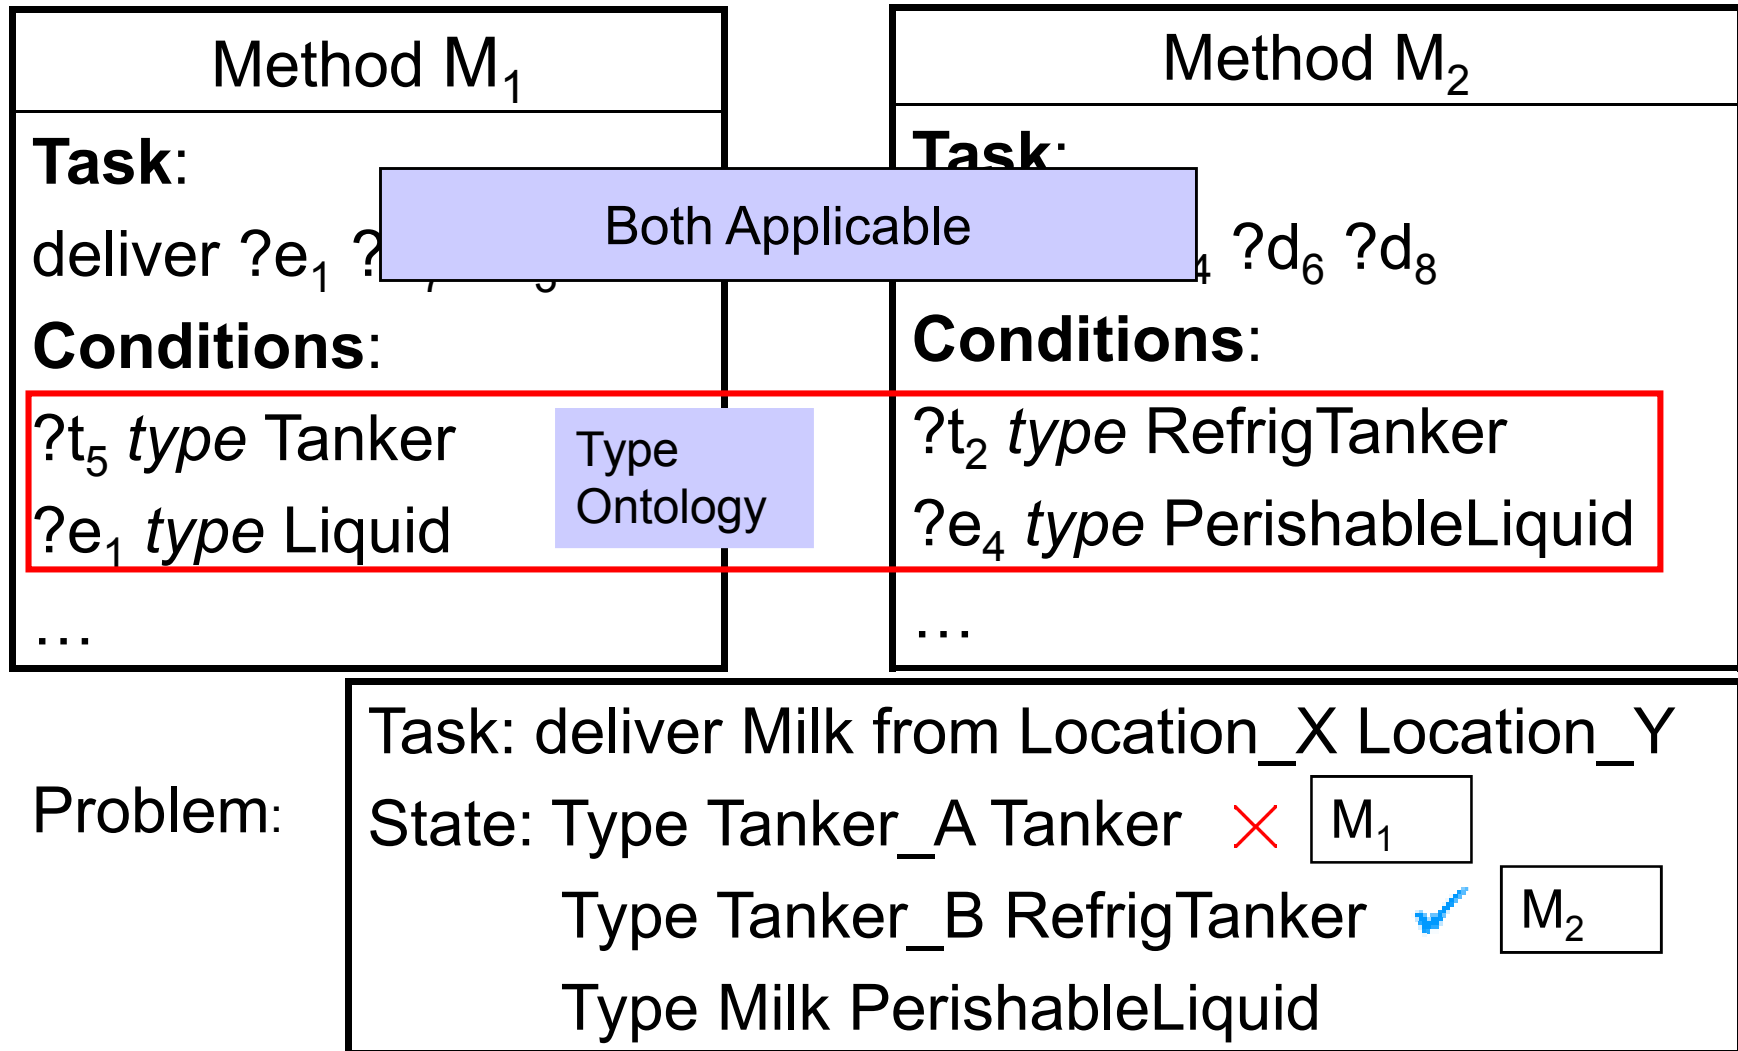 Method M₁
Task:
deliver ?e₁ ?
Conditions:
?t₅ type Tanker
?e₁ type Liquid
…
Both Applicable
Type
Ontology
Method M₂
Task:
₄ ?d₆ ?d₈
Conditions:
?t₂ type RefrigTanker
?e₄ type PerishableLiquid
…
Problem:
Task: deliver Milk from Location_X Location_Y
State: Type Tanker_A Tanker M₁
Type Tanker_B RefrigTanker M₂
Type Milk PerishableLiquid